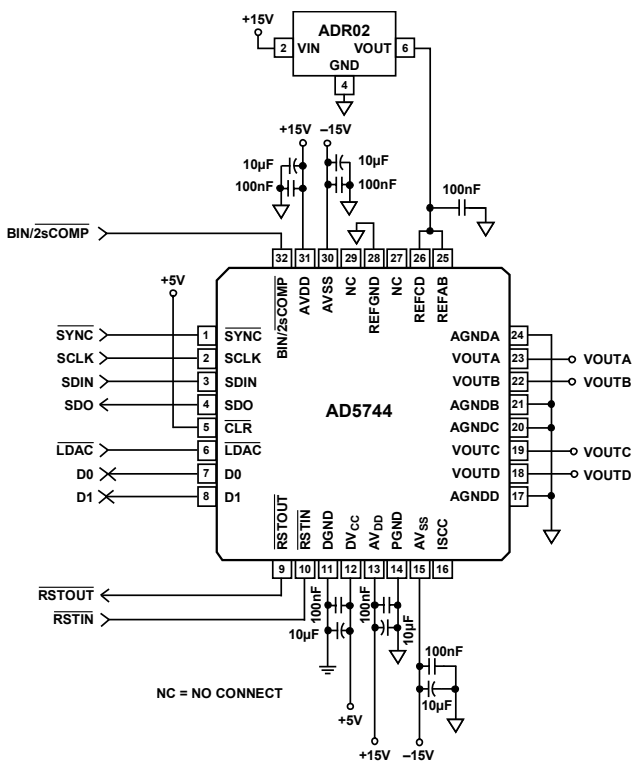 +15V
ADR02
2 VIN VOUT 6
GND
4
+15V –15V
10µF 10µF
100nF 100nF 100nF
BIN/2sCOMP
32 31 30 29 28 27 26 25
+5V
BIN/2sCOMP AVDD AVSS NC REFGND NC REFCD REFAB
AGNDA 24
SYNC 1 SYNC
VOUTA 23 VOUTA
SCLK 2 SCLK
VOUTB 22 VOUTB
SDIN 3 SDIN
AGNDB 21
SDO 4 SDO
AD5744
AGNDC 20
5 CLR
VOUTC 19 VOUTC
LDAC 6 LDAC
VOUTD 18 VOUTD
D0 7 D0
AGNDD 17
D1 8 D1
RSTOUT RSTIN DGND DVCC AVDD PGND AVSS ISCC
9 10 11 12 13 14 15 16
RSTOUT
100nF 100nF
RSTIN
10µF 10µF
100nF
10µF
NC = NO CONNECT
+5V
+15V –15V